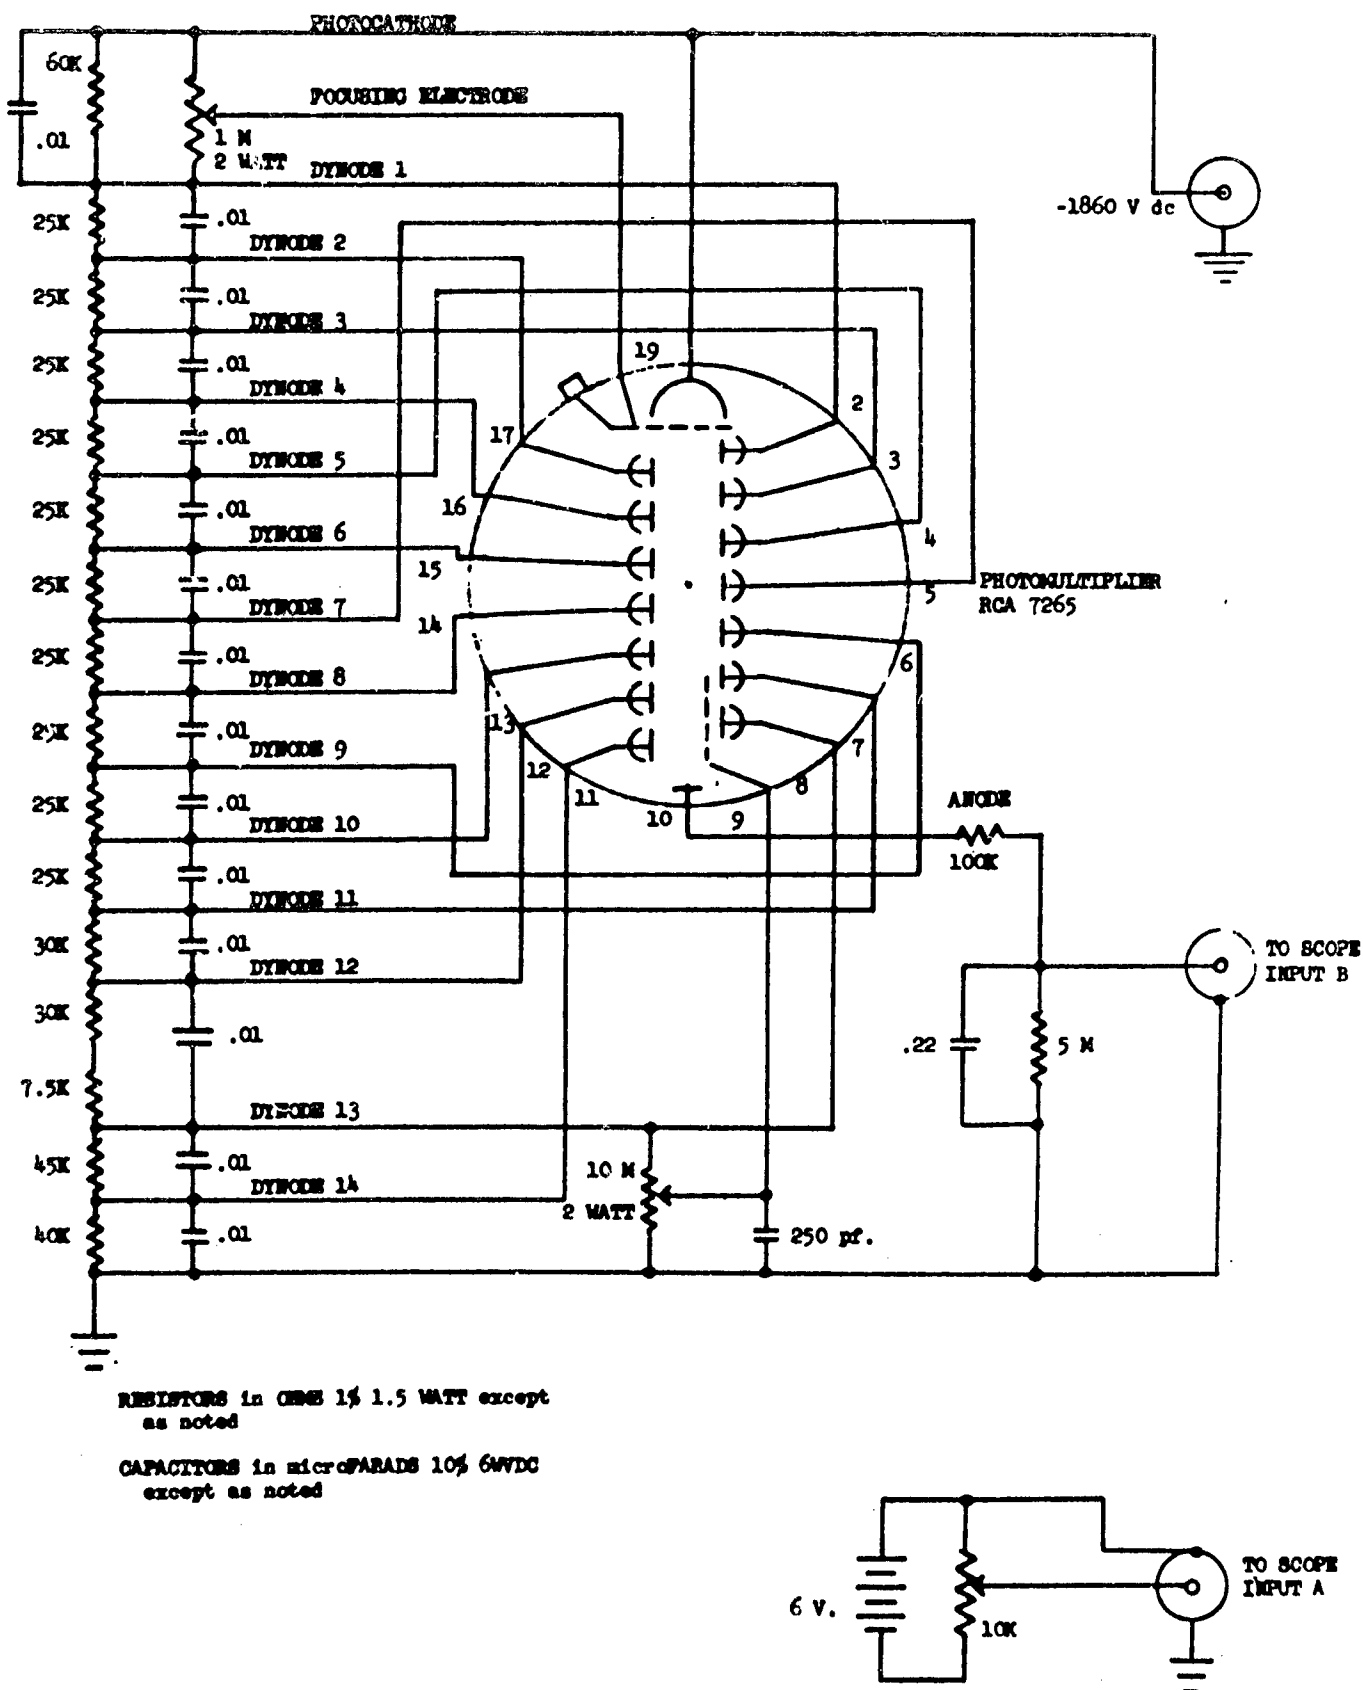 PHOTOCATHODE
60K
.01
FOCUSING ELECTRODE
1 M
2 WATT
DYNODE 1
-1860 V dc
25K
.01
DYNODE 2
25K
.01
DYNODE 3
25K
.01
DYNODE 4
25K
.01
DYNODE 5
25K
.01
DYNODE 6
25K
.01
DYNODE 7
25K
.01
DYNODE 8
25K
.01
DYNODE 9
25K
.01
DYNODE 10
25K
.01
DYNODE 11
30K
.01
DYNODE 12
30K
.01
7.5K
DYNODE 13
45K
.01
DYNODE 14
40K
.01
19
2
17
3
16
4
15
5
14
6
13
7
12
8
11
10
9
PHOTOMULTIPLIER
RCA 7265
ANODE
100K
TO SCOPE
INPUT B
.22
5 M
10 M
2 WATT
250 pf.
RESISTORS in OHMS 1% 1.5 WATT except
as noted
CAPACITORS in microFARADS 10% 6WVDC
except as noted
6 V.
10K
TO SCOPE
INPUT A